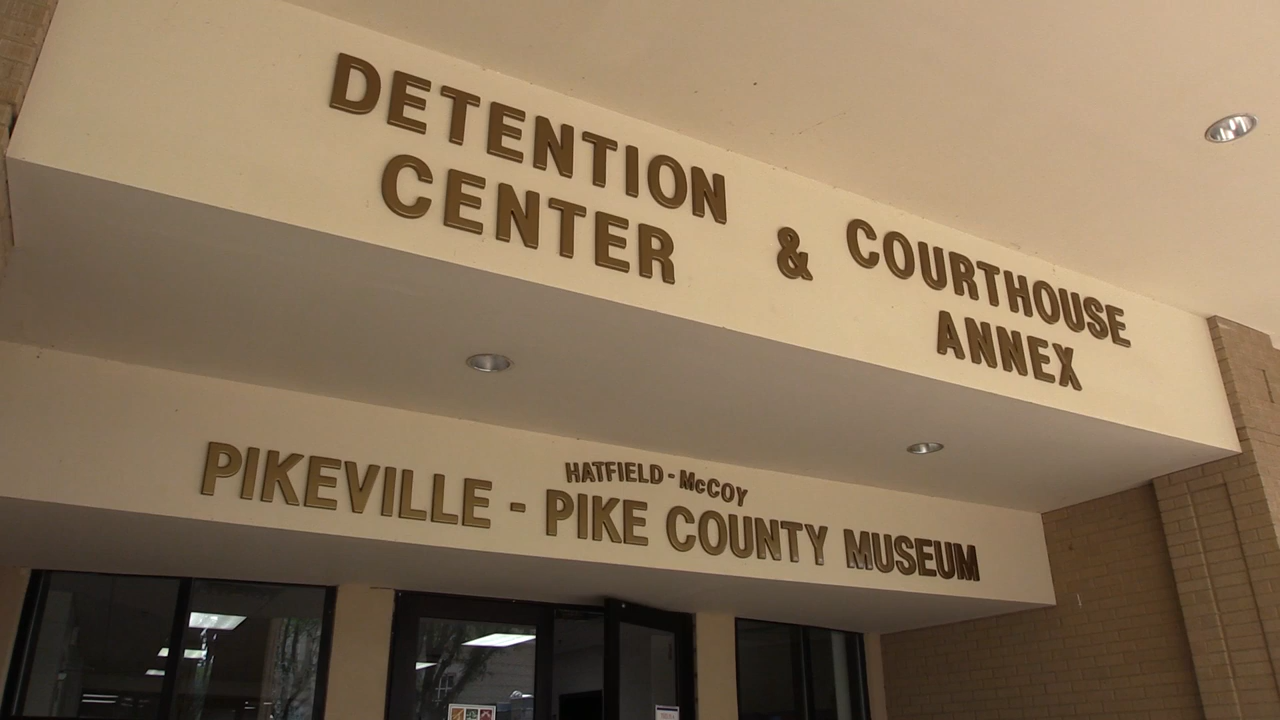 DETENTION
CENTER
&
COURTHOUSE
ANNEX
HATFIELD - McCOY
PIKEVILLE - PIKE COUNTY MUSEUM